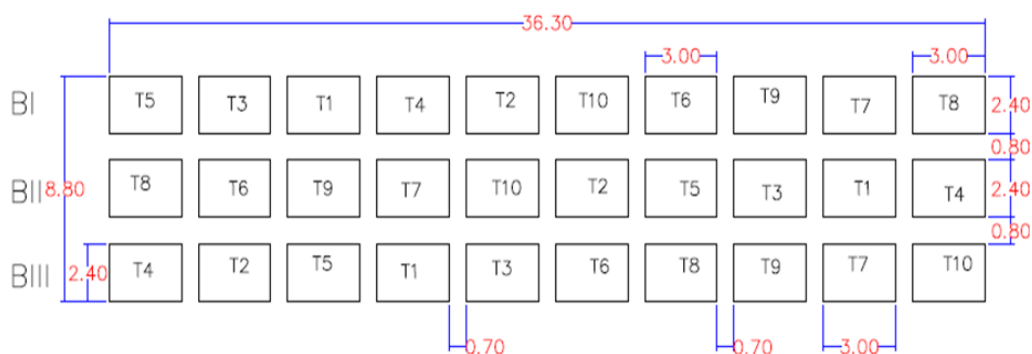 36.30
3.00 3.00
BI T5 T3 T1 T4 T2 T10 T6 T9 T7 T8 2.40
0.80
BII 8.80 T8 T6 T9 T7 T10 T2 T5 T3 T1 T4 2.40
0.80
BIII 2.40 T4 T2 T5 T1 T3 T6 T8 T9 T7 T10
0.70 0.70 3.00